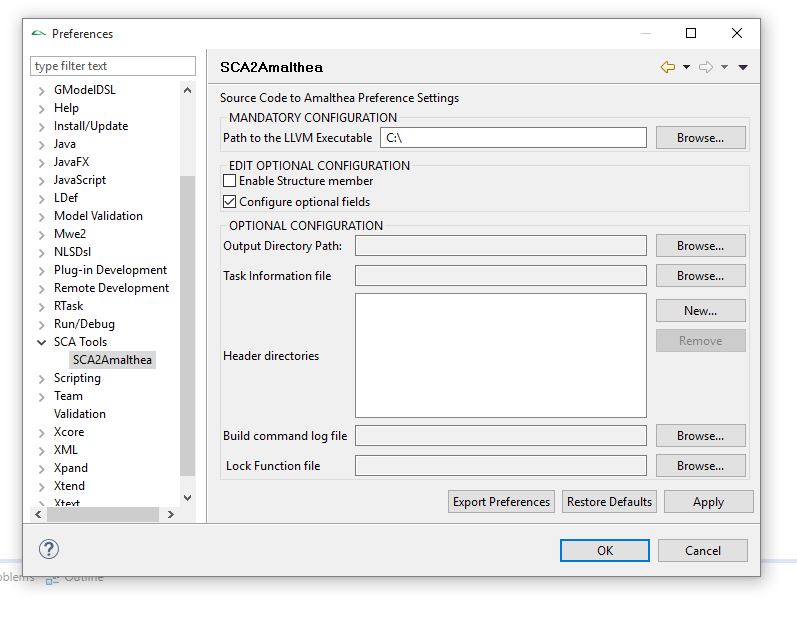 Preferences
type filter text
GModelDSL
Help
Install/Update
Java
JavaFX
JavaScript
LDef
Model Validation
Mwe2
NLSDsl
Plug-in Development
Remote Development
RTask
Run/Debug
SCA Tools
SCA2Amalthea
Scripting
Team
Validation
Xcore
XML
Xpand
Xtend
Xtext
SCA2Amalthea
Source Code to Amalthea Preference Settings
MANDATORY CONFIGURATION
Path to the LLVM Executable C:\ Browse...
EDIT OPTIONAL CONFIGURATION
Enable Structure member
Configure optional fields
OPTIONAL CONFIGURATION
Output Directory Path: Browse...
Task Information file Browse...
New...
Remove
Header directories
Build command log file Browse...
Lock Function file Browse...
Export Preferences Restore Defaults Apply
? OK Cancel
oblems Outline